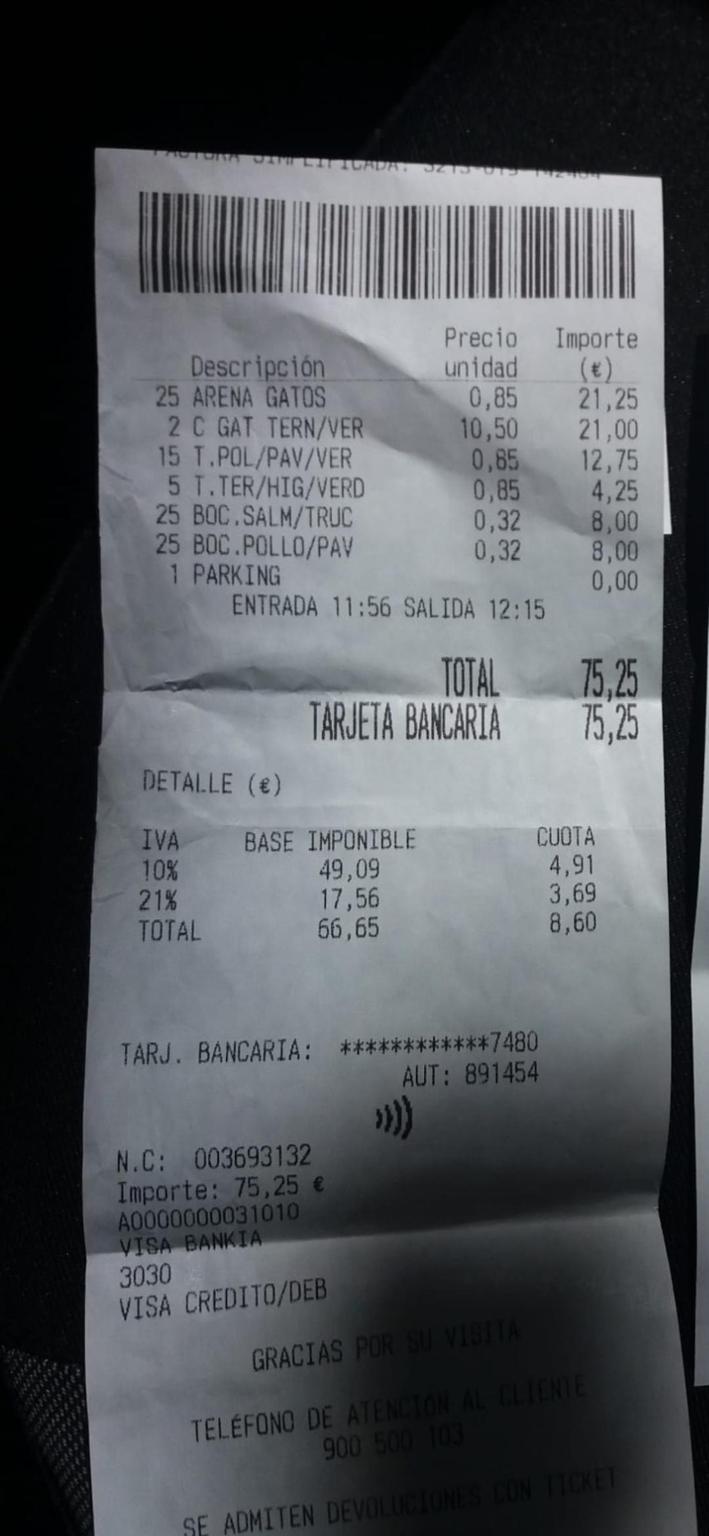 FACTURA SIMPLIFICADA:
Precio Importe
Descripción unidad (€)
25 ARENA GATOS 0,85 21,25
2 C GAT TERN/VER 10,50 21,00
15 T.POL/PAV/VER 0,85 12,75
5 T.TER/HIG/VERD 0,85 4,25
25 BOC.SALM/TRUC 0,32 8,00
25 BOC.POLLO/PAV 0,32 8,00
1 PARKING 0,00
ENTRADA 11:56 SALIDA 12:15
TOTAL 75,25
TARJETA BANCARIA 75,25
DETALLE (€)
IVA BASE IMPONIBLE CUOTA
10% 49,09 4,91
21% 17,56 3,69
TOTAL 66,65 8,60
TARJ. BANCARIA: ************7480
AUT: 891454
N.C: 003693132
Importe: 75,25 €
A0000000031010
VISA BANKIA
3030
VISA CREDITO/DEB
GRACIAS POR SU VISITA
TELÉFONO DE ATENCIÓN AL CLIENTE
900 500 103
SE ADMITEN DEVOLUCIONES CON TICKET